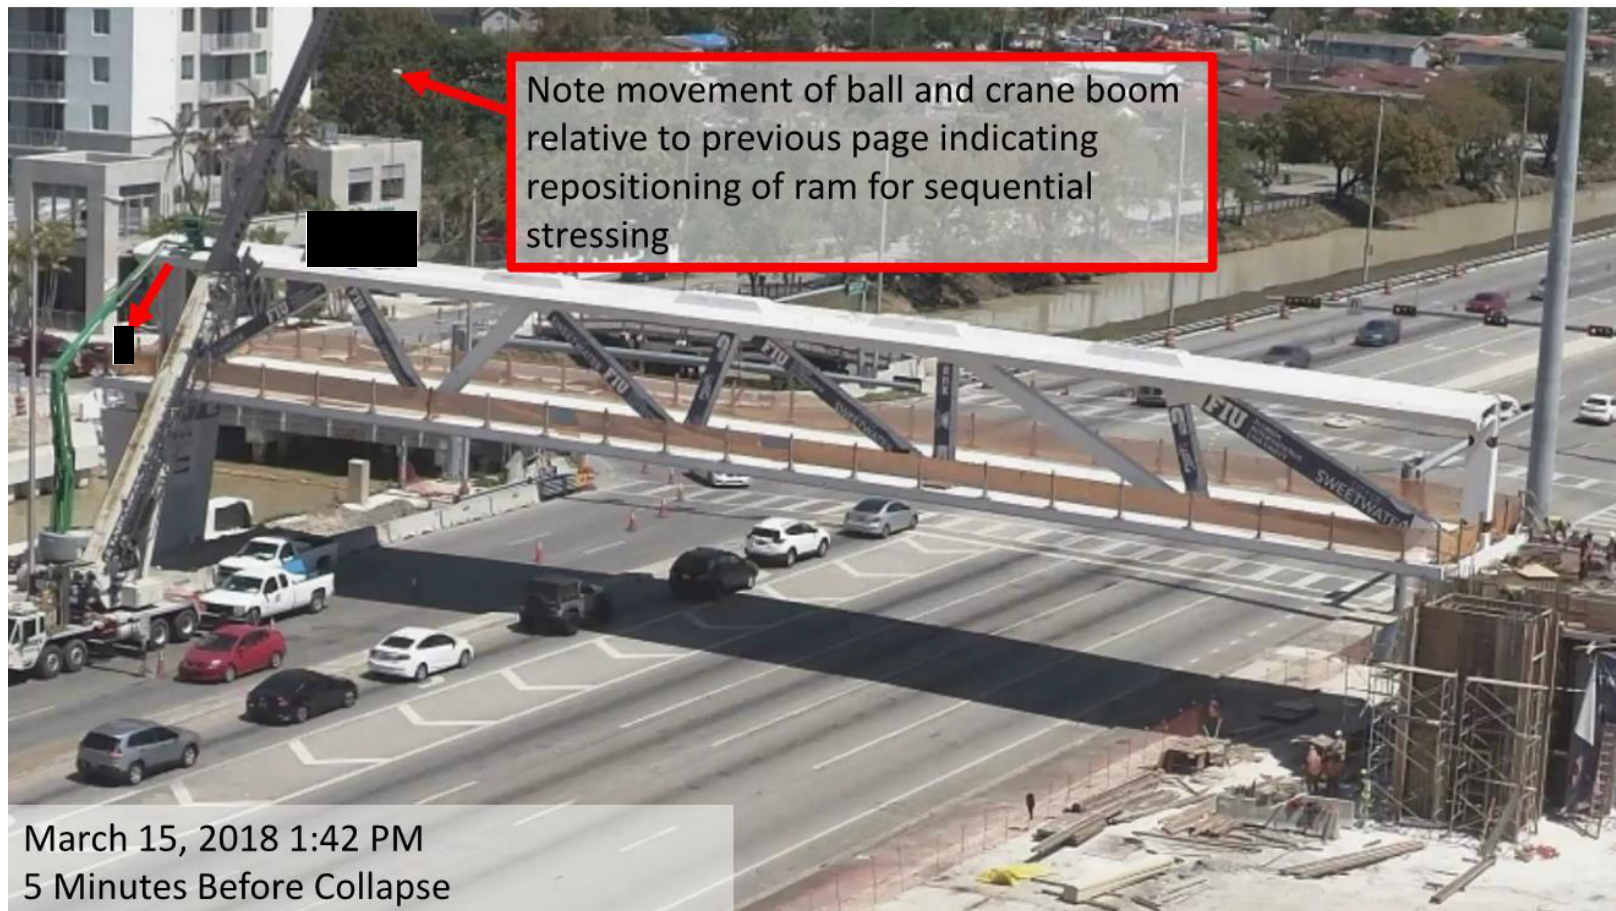 Note movement of ball and crane boom
relative to previous page indicating
repositioning of ram for sequential
stressing
FIU
FIU
FIU
FIU
SWEETWATER
March 15, 2018 1:42 PM
5 Minutes Before Collapse